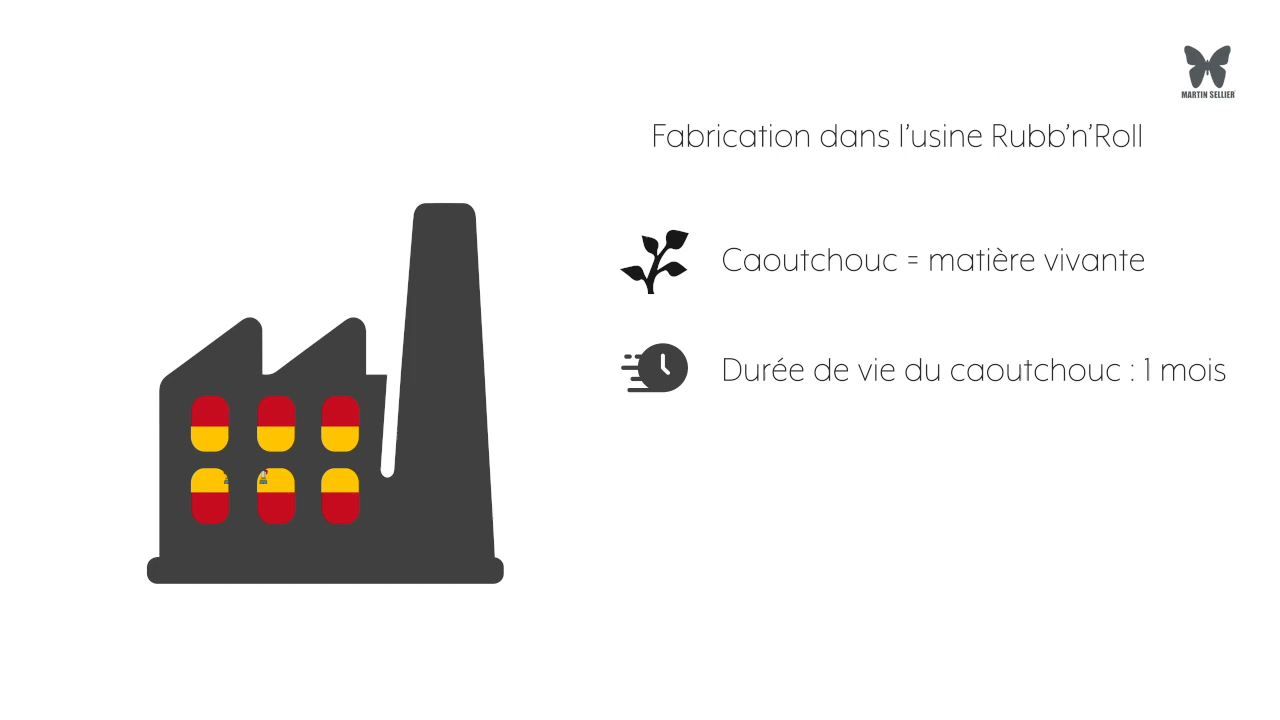 MARTIN SELLIER
Fabrication dans l’usine Rubb’n’Roll
Caoutchouc = matière vivante
Durée de vie du caoutchouc : 1 mois